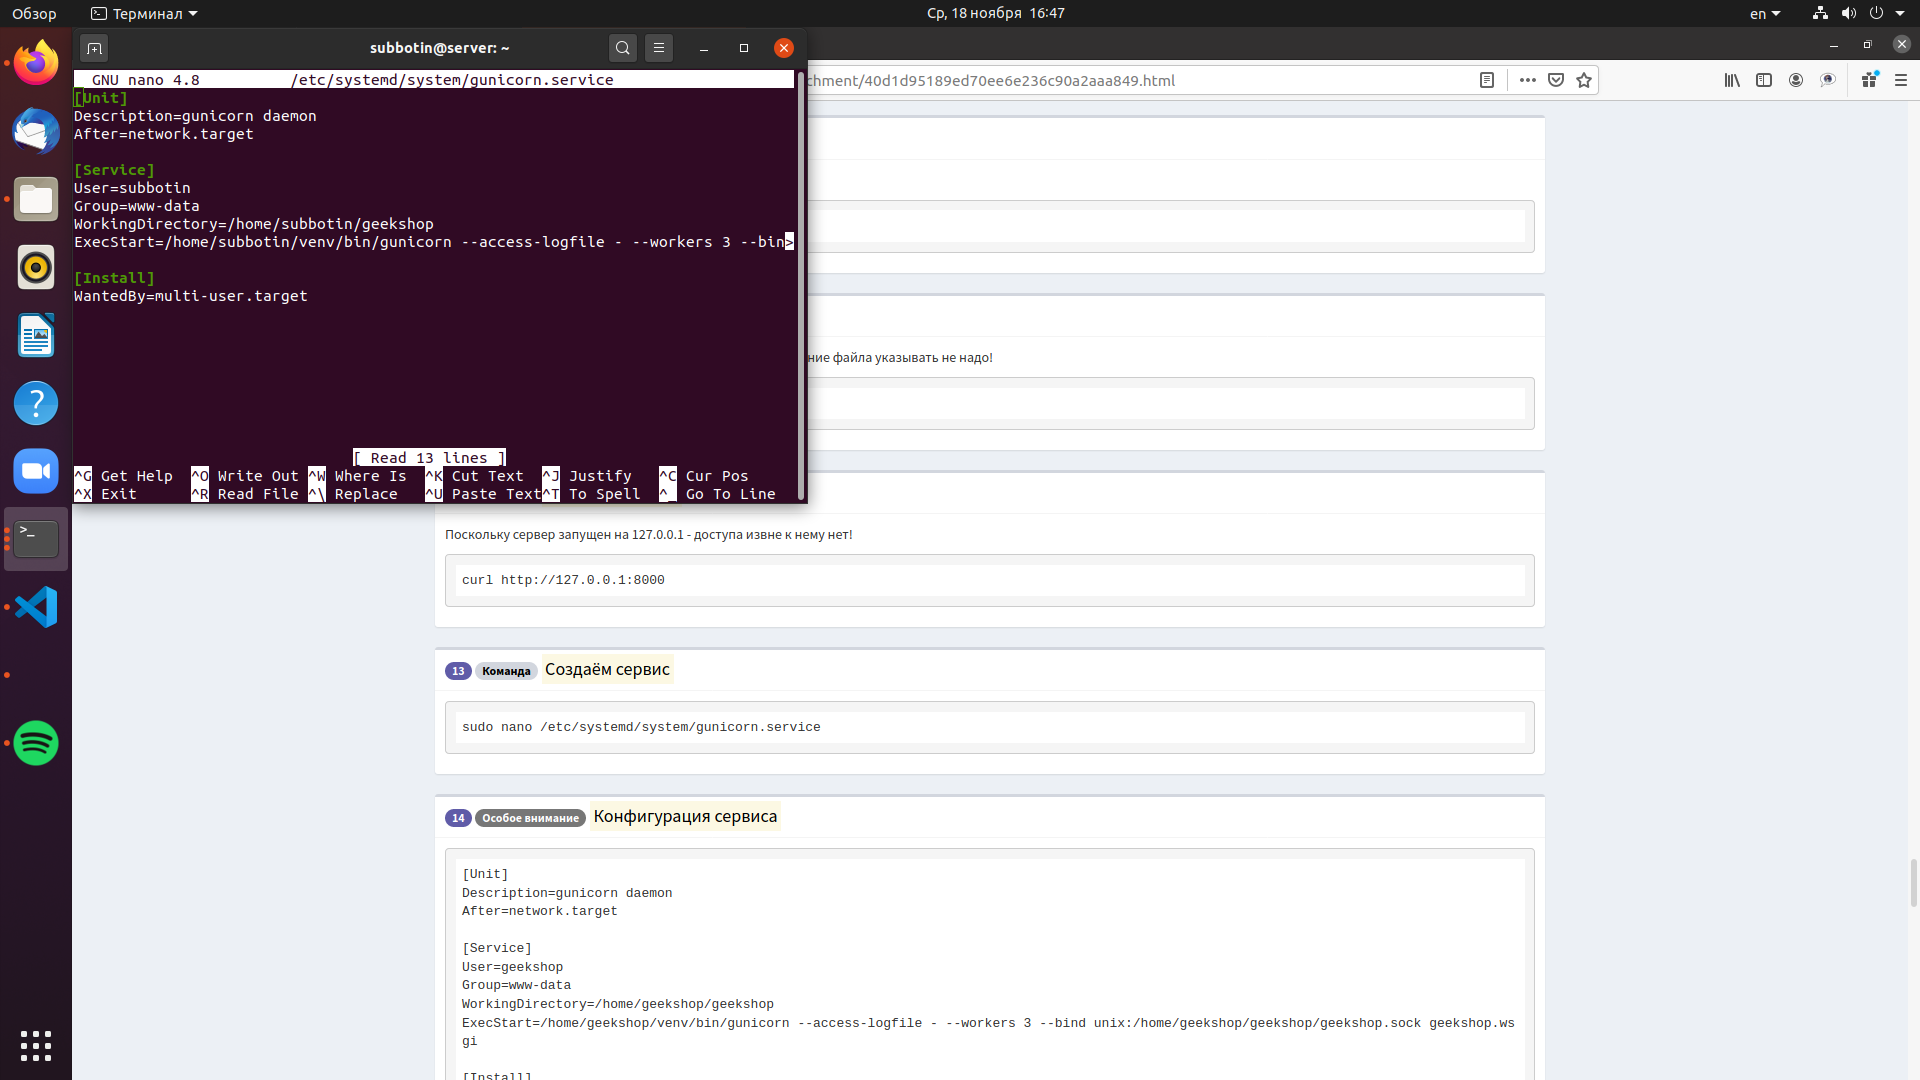 Обзор
Терминал
Ср, 18 ноября 16:47
en
subbotin@server: ~
GNU nano 4.8 /etc/systemd/system/gunicorn.service
[Unit]
Description=gunicorn daemon
After=network.target
[Service]
User=subbotin
Group=www-data
WorkingDirectory=/home/subbotin/geekshop
ExecStart=/home/subbotin/venv/bin/gunicorn --access-logfile - --workers 3 --bin>
[Install]
WantedBy=multi-user.target
[ Read 13 lines ]
^G Get Help ^O Write Out ^W Where Is ^K Cut Text ^J Justify ^C Cur Pos
^X Exit ^R Read File ^\ Replace ^U Paste Text ^T To Spell ^_ Go To Line
chment/40d1d95189ed70ee6e236c90a2aaa849.html
ние файла указывать не надо!
Поскольку сервер запущен на 127.0.0.1 - доступа извне к нему нет!
curl http://127.0.0.1:8000
13 Команда Создаём сервис
sudo nano /etc/systemd/system/gunicorn.service
14 Особое внимание Конфигурация сервиса
[Unit]
Description=gunicorn daemon
After=network.target
[Service]
User=geekshop
Group=www-data
WorkingDirectory=/home/geekshop/geekshop
ExecStart=/home/geekshop/venv/bin/gunicorn --access-logfile - --workers 3 --bind unix:/home/geekshop/geekshop/geekshop.sock geekshop.ws
gi
[Install]